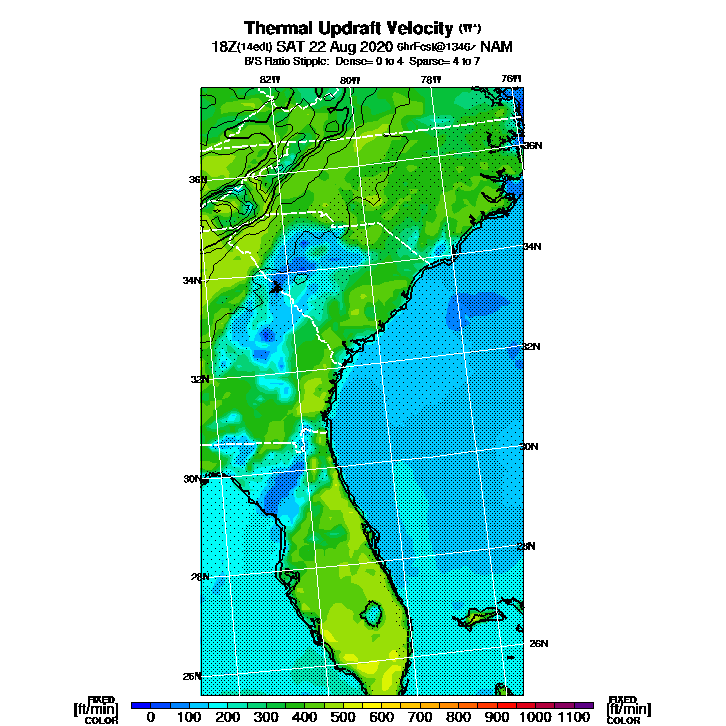 Thermal Updraft Velocity (W*)
18Z(14edt) SAT 22 Aug 2020 6hrFcst@1346z NAM
B/S Ratio Stipple: Dense= 0 to 4 Sparse= 4 to 7
82W 80W 78W 76W
36N
36N
34N
34N
32N
32N
30N
30N
28N
28N
26N
26N
FIXED FIXED
[ft/min] 0 100 200 300 400 500 600 700 800 900 1000 1100 [ft/min]
COLOR COLOR